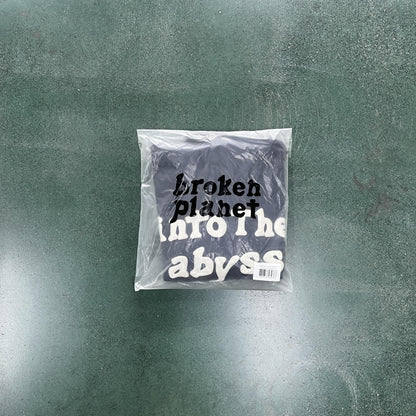 broken
planet
into The
abyss